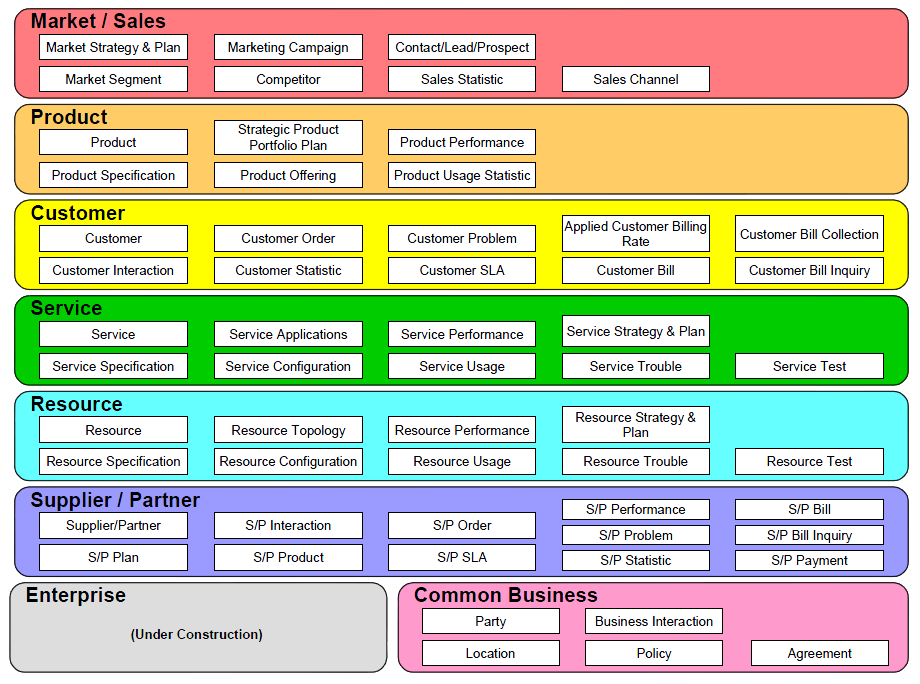 Market / Sales
Market Strategy & Plan
Marketing Campaign
Contact/Lead/Prospect
Market Segment
Competitor
Sales Statistic
Sales Channel
Product
Product
Strategic Product
Portfolio Plan
Product Performance
Product Specification
Product Offering
Product Usage Statistic
Customer
Customer
Customer Order
Customer Problem
Applied Customer Billing
Rate
Customer Bill Collection
Customer Interaction
Customer Statistic
Customer SLA
Customer Bill
Customer Bill Inquiry
Service
Service
Service Applications
Service Performance
Service Strategy & Plan
Service Specification
Service Configuration
Service Usage
Service Trouble
Service Test
Resource
Resource
Resource Topology
Resource Performance
Resource Strategy &
Plan
Resource Specification
Resource Configuration
Resource Usage
Resource Trouble
Resource Test
Supplier / Partner
Supplier/Partner
S/P Interaction
S/P Order
S/P Performance
S/P Bill
S/P Problem
S/P Bill Inquiry
S/P Plan
S/P Product
S/P SLA
S/P Statistic
S/P Payment
Enterprise
(Under Construction)
Common Business
Party
Business Interaction
Location
Policy
Agreement